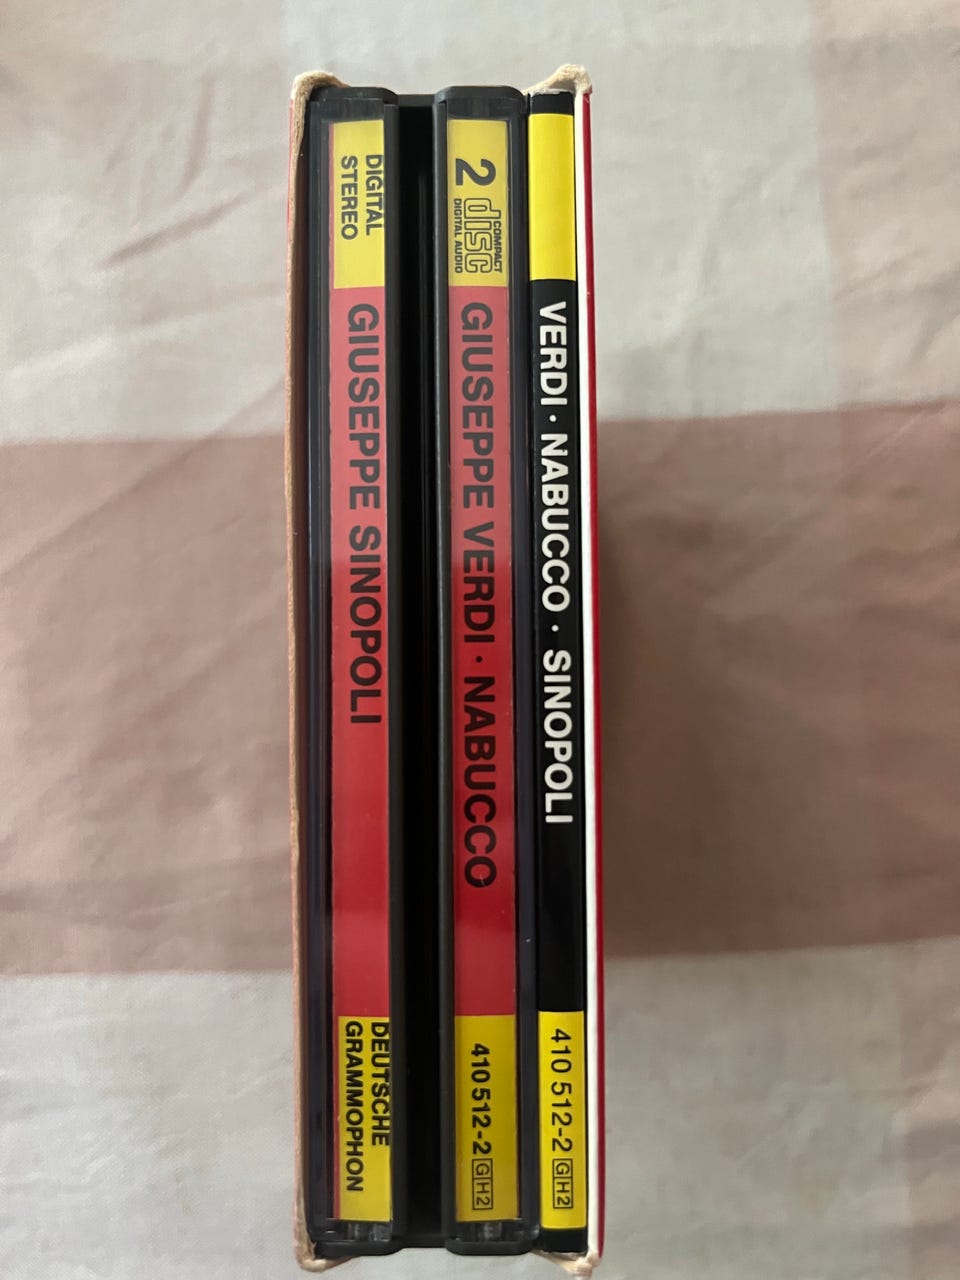 DIGITAL
STEREO
GIUSEPPE SINOPOLI
DEUTSCHE
GRAMMOPHON
2
COMPACT
disc
DIGITAL AUDIO
GIUSEPPE VERDI · NABUCCO
410 512-2 GH2
VERDI · NABUCCO · SINOPOLI
410 512-2 GH2